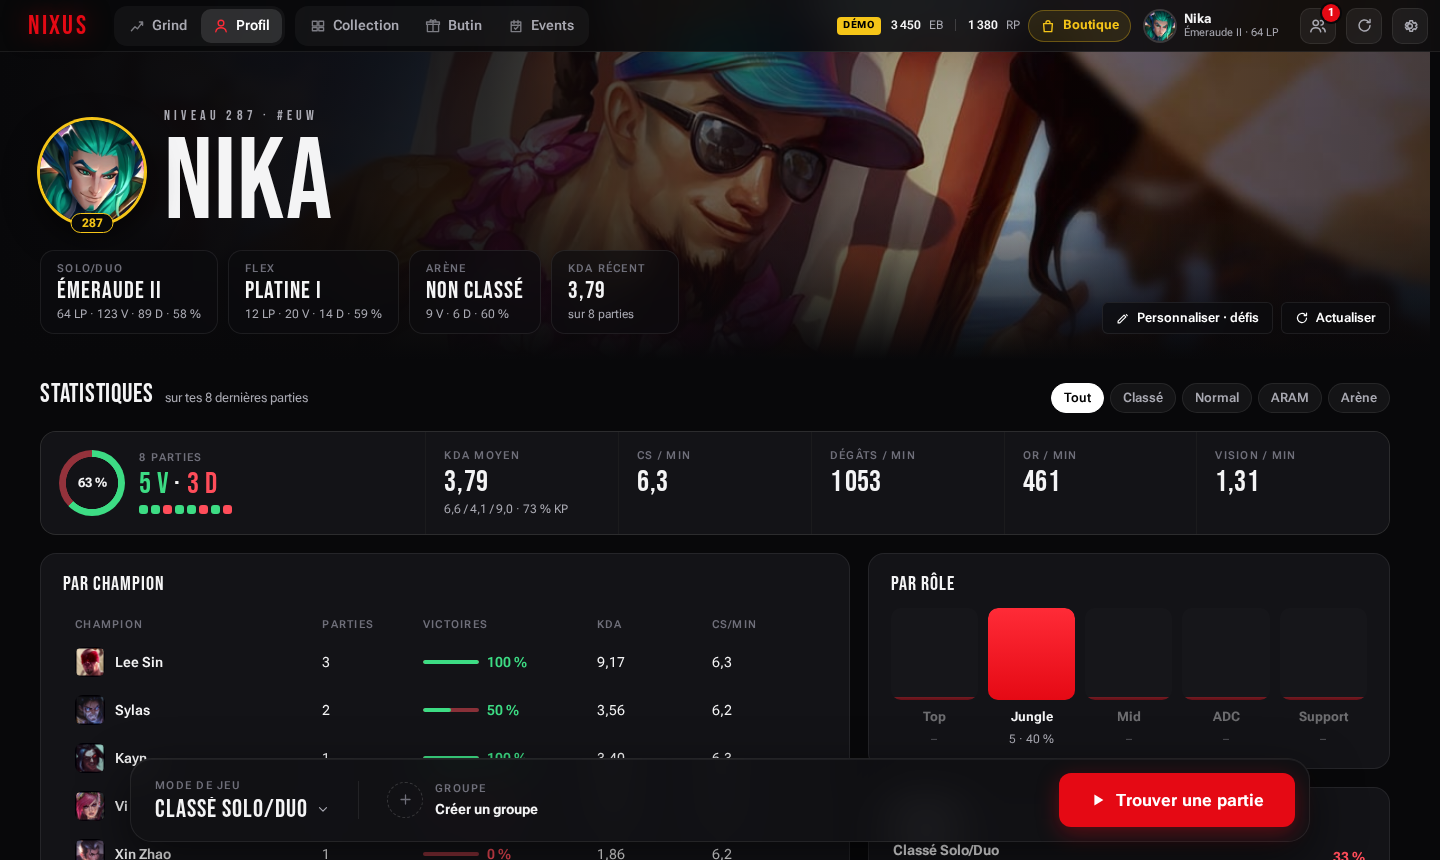 NIXUS
Grind
Profil
Collection
Butin
Events
DÉMO
3 450 EB
1 380 RP
Boutique
Nika
Émeraude II · 64 LP
1
NIVEAU 287 · #EUW
NIKA
287
SOLO/DUO
ÉMERAUDE II
64 LP · 123 V · 89 D · 58 %
FLEX
PLATINE I
12 LP · 20 V · 14 D · 59 %
ARÈNE
NON CLASSÉ
9 V · 6 D · 60 %
KDA RÉCENT
3,79
sur 8 parties
Personnaliser · défis
Actualiser
STATISTIQUES sur tes 8 dernières parties
Tout
Classé
Normal
ARAM
Arène
63 %
8 PARTIES
5 V · 3 D
KDA MOYEN
3,79
6,6 / 4,1 / 9,0 · 73 % KP
CS / MIN
6,3
DÉGÂTS / MIN
1053
OR / MIN
461
VISION / MIN
1,31
PAR CHAMPION
CHAMPION PARTIES VICTOIRES KDA CS/MIN
Lee Sin 3 100 % 9,17 6,3
Sylas 2 50 % 3,56 6,2
Kayn 1 100 % 3,40 6,3
Vi
Xin Zhao 1 0 % 1,86 6,2
PAR RÔLE
Top Jungle Mid ADC Support
– 5 · 40 % – – –
MODE DE JEU
CLASSÉ SOLO/DUO
GROUPE
Créer un groupe
Trouver une partie
Classé Solo/Duo
33 %